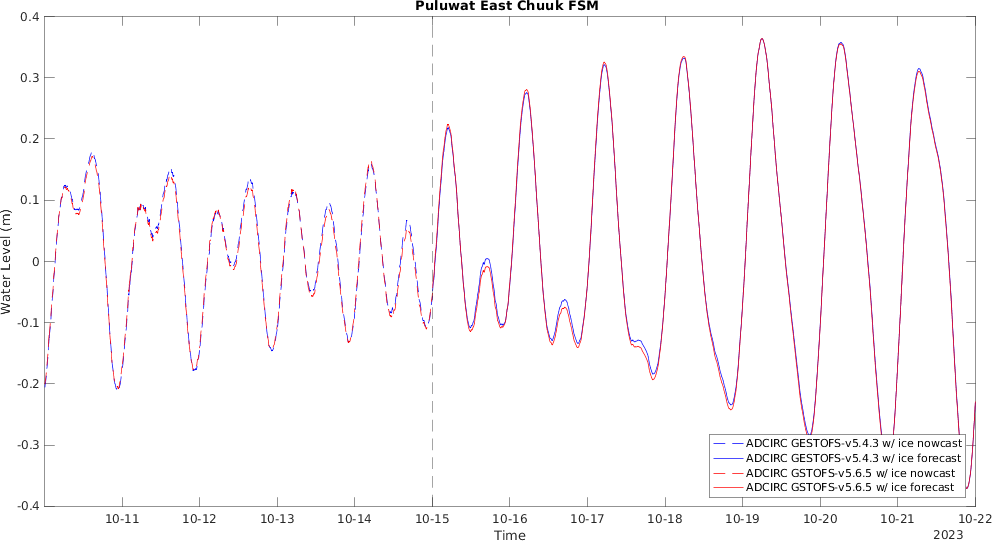 Puluwat East Chuuk FSM
0.4
0.3
0.2
0.1
0
-0.1
-0.2
-0.3
-0.4
Water Level (m)
10-11 10-12 10-13 10-14 10-15 10-16 10-17 10-18 10-19 10-20 10-21 10-22
Time
2023
ADCIRC GESTOFS-v5.4.3 w/ ice nowcast
ADCIRC GESTOFS-v5.4.3 w/ ice forecast
ADCIRC GSTOFS-v5.6.5 w/ ice nowcast
ADCIRC GSTOFS-v5.6.5 w/ ice forecast